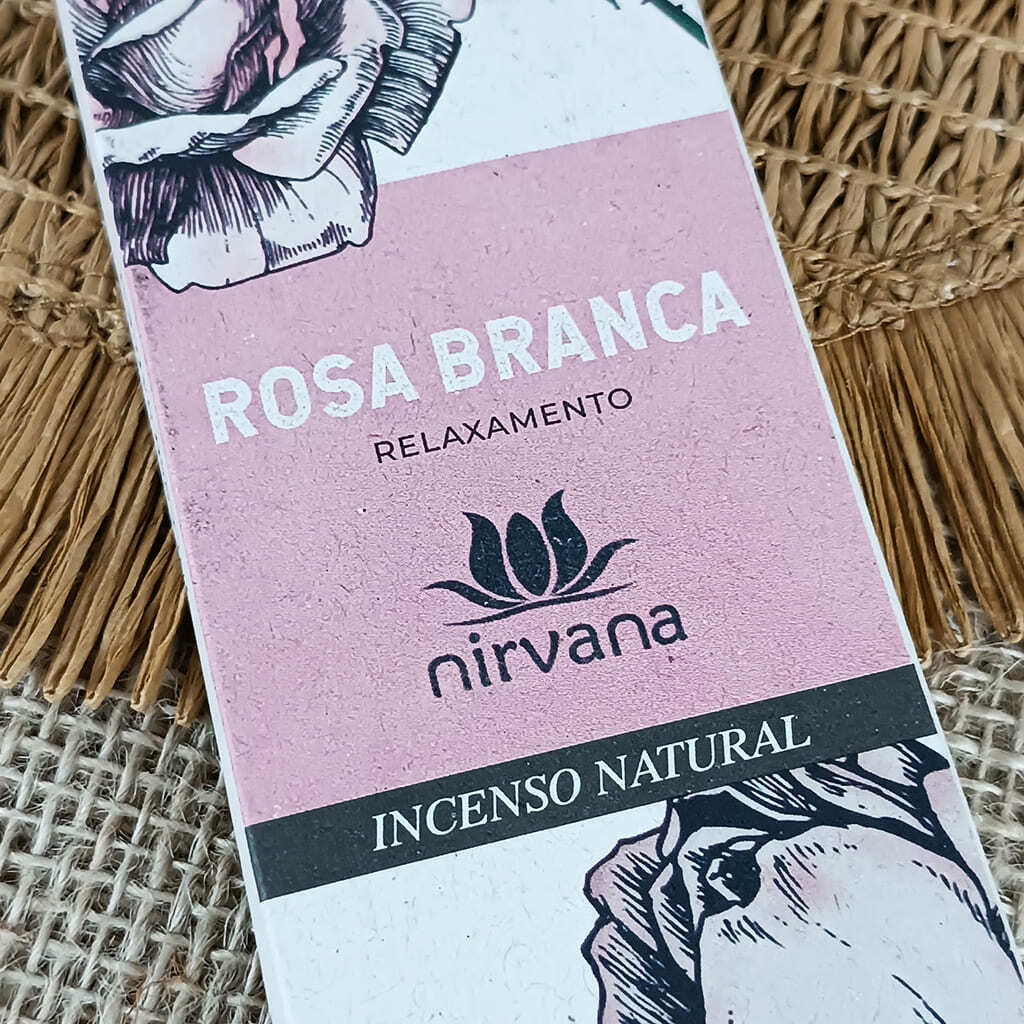 ROSA BRANCA
RELAXAMENTO
nirvana
INCENSO NATURAL